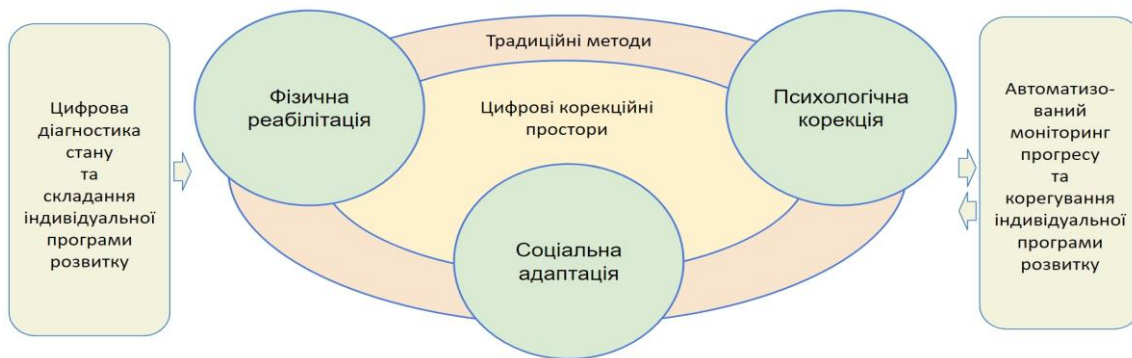 Цифрова
діагностика
стану
та
складання
індивідуальної
програми
розвитку
Традиційні методи
Фізична
реабілітація
Цифрові корекційні
простори
Психологічна
корекція
Соціальна
адаптація
Автоматизо-
ваний
моніторинг
прогресу
та
корегування
індивідуальної
програми
розвитку